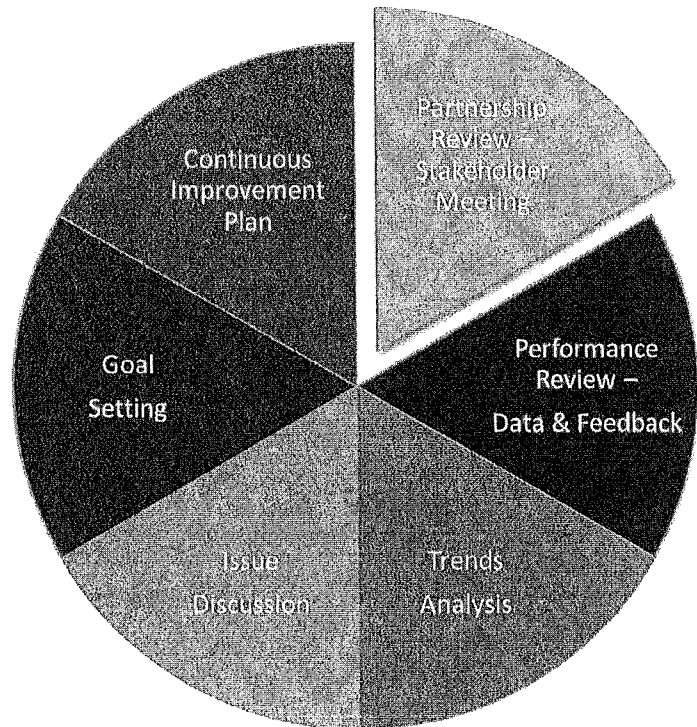 Partnership
Review –
Stakeholder
Meeting
Performance
Review –
Data & Feedback
Trends
Analysis
Issue
Discussion
Goal
Setting
Continuous
Improvement
Plan